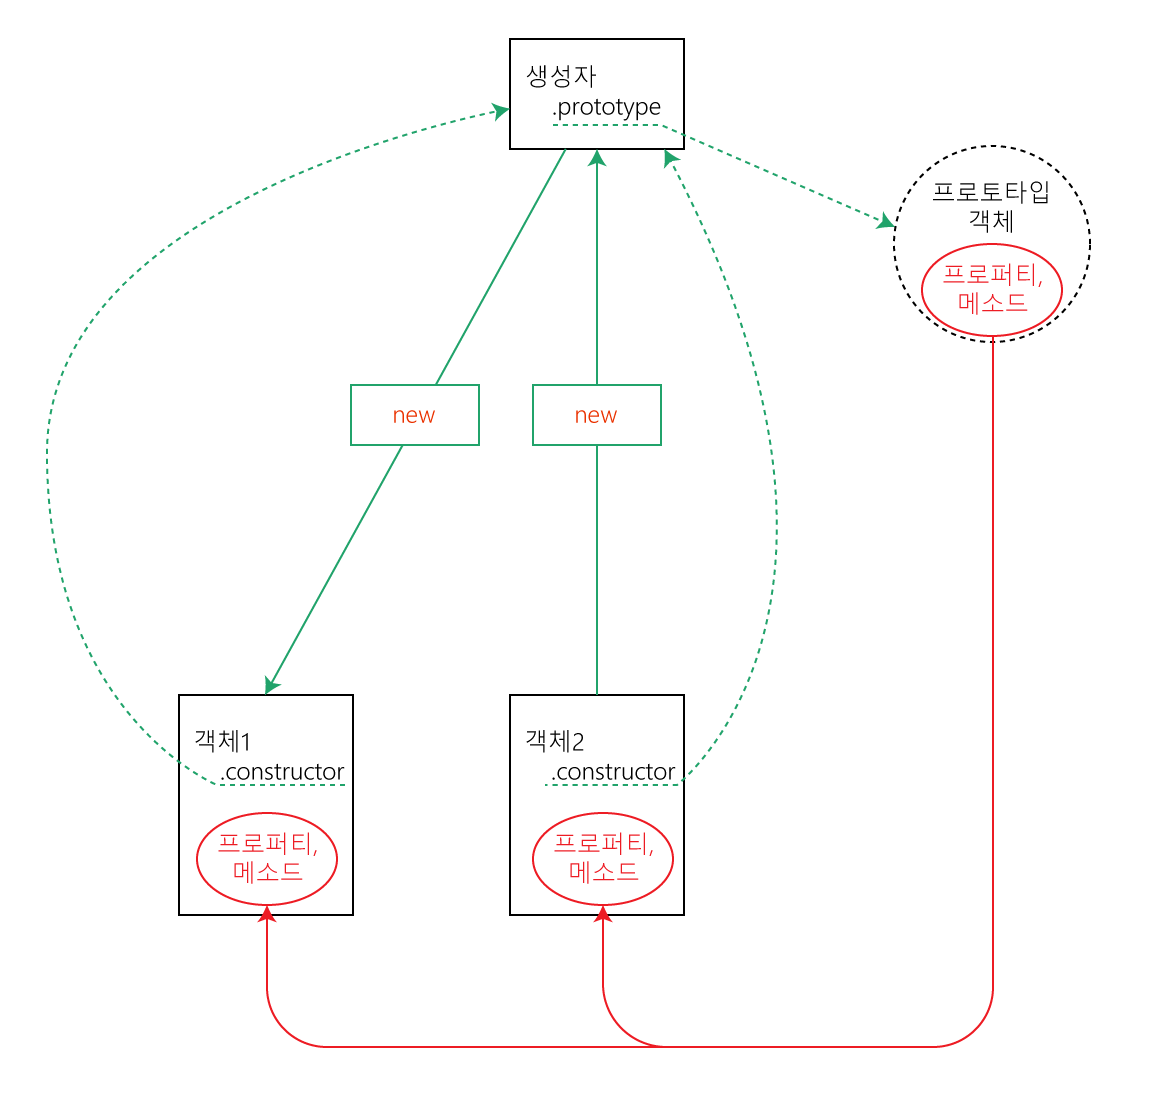 생성자
.prototype
프로토타입
객체
프로퍼티,
메소드
new
new
객체1
.constructor
프로퍼티,
메소드
객체2
.constructor
프로퍼티,
메소드